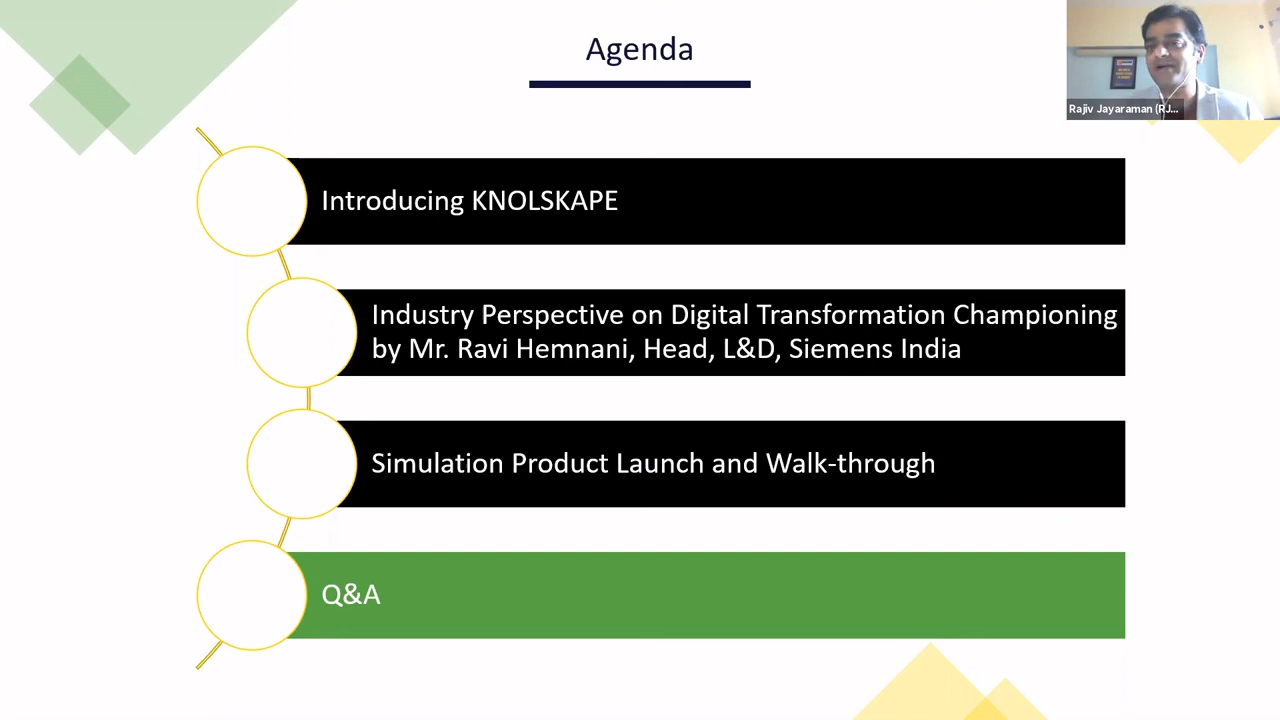 Agenda
Rajiv Jayaraman (RJ...
Introducing KNOLSKAPE
Industry Perspective on Digital Transformation Championing
by Mr. Ravi Hemnani, Head, L&D, Siemens India
Simulation Product Launch and Walk-through
Q&A